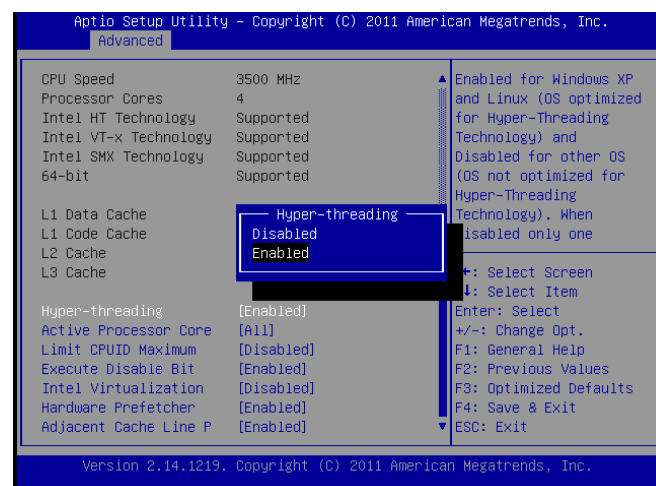 Aptio Setup Utility – Copyright (C) 2011 American Megatrends, Inc.
Advanced
CPU Speed 3500 MHz
Processor Cores 4
Intel HT Technology Supported
Intel VT-x Technology Supported
Intel SMX Technology Supported
64-bit Supported
L1 Data Cache
L1 Code Cache
L2 Cache
L3 Cache
Hyper-threading
Disabled
Enabled
Hyper-threading [Enabled]
Active Processor Core [All]
Limit CPUID Maximum [Disabled]
Execute Disable Bit [Enabled]
Intel Virtualization [Disabled]
Hardware Prefetcher [Enabled]
Adjacent Cache Line P [Enabled]
Enabled for Windows XP
and Linux (OS optimized
for Hyper-Threading
Technology) and
Disabled for other OS
(OS not optimized for
Hyper-Threading
Technology). When
isabled only one
: Select Screen
: Select Item
Enter: Select
+/-: Change Opt.
F1: General Help
F2: Previous Values
F3: Optimized Defaults
F4: Save & Exit
ESC: Exit
Version 2.14.1219. Copyright (C) 2011 American Megatrends, Inc.